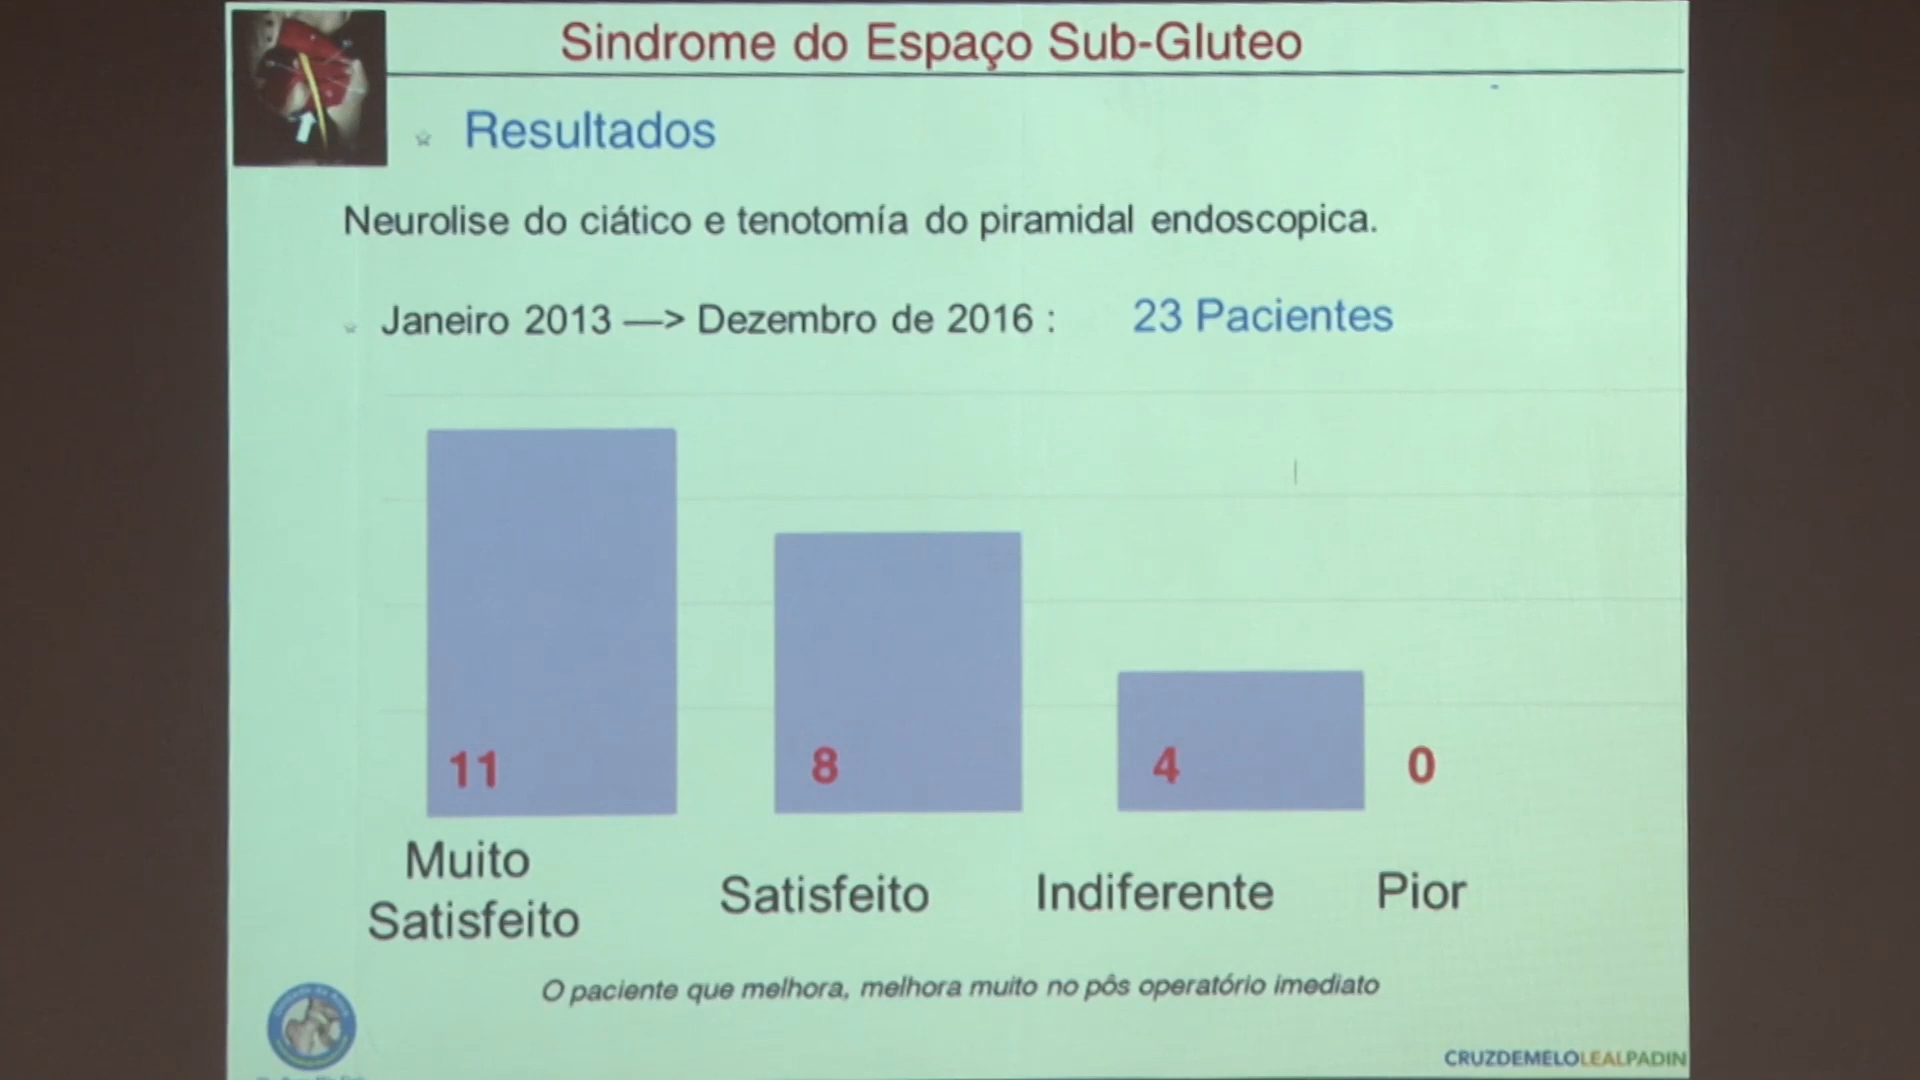 Sindrome do Espaço Sub-Gluteo
Resultados
Neurolise do ciático e tenotomía do piramidal endoscopica.
Janeiro 2013 —> Dezembro de 2016 : 23 Pacientes
11 8 4 0
Muito
Satisfeito
Satisfeito
Indiferente
Pior
O paciente que melhora, melhora muito no pôs operatório imediato
CRUZDEMELOLEALPADIN